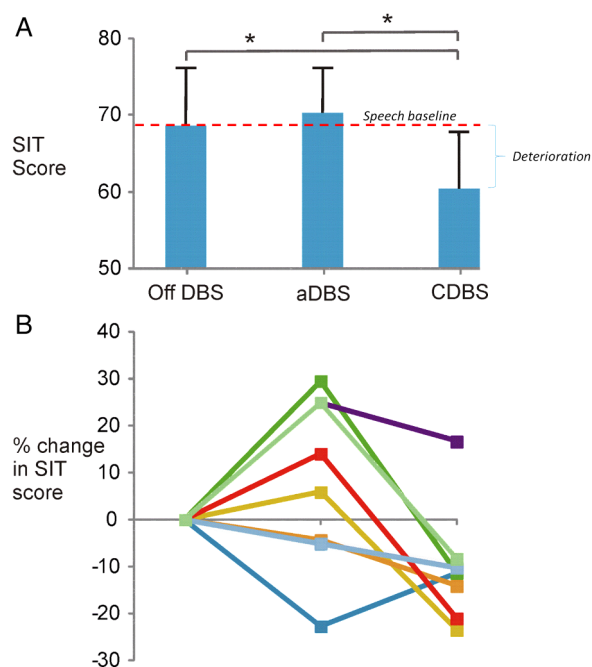 A
80
*
*
70
Speech baseline
SIT
Score
Deterioration
60
50
Off DBS
aDBS
CDBS
B
40
30
20
% change
in SIT
score
10
0
-10
-20
-30